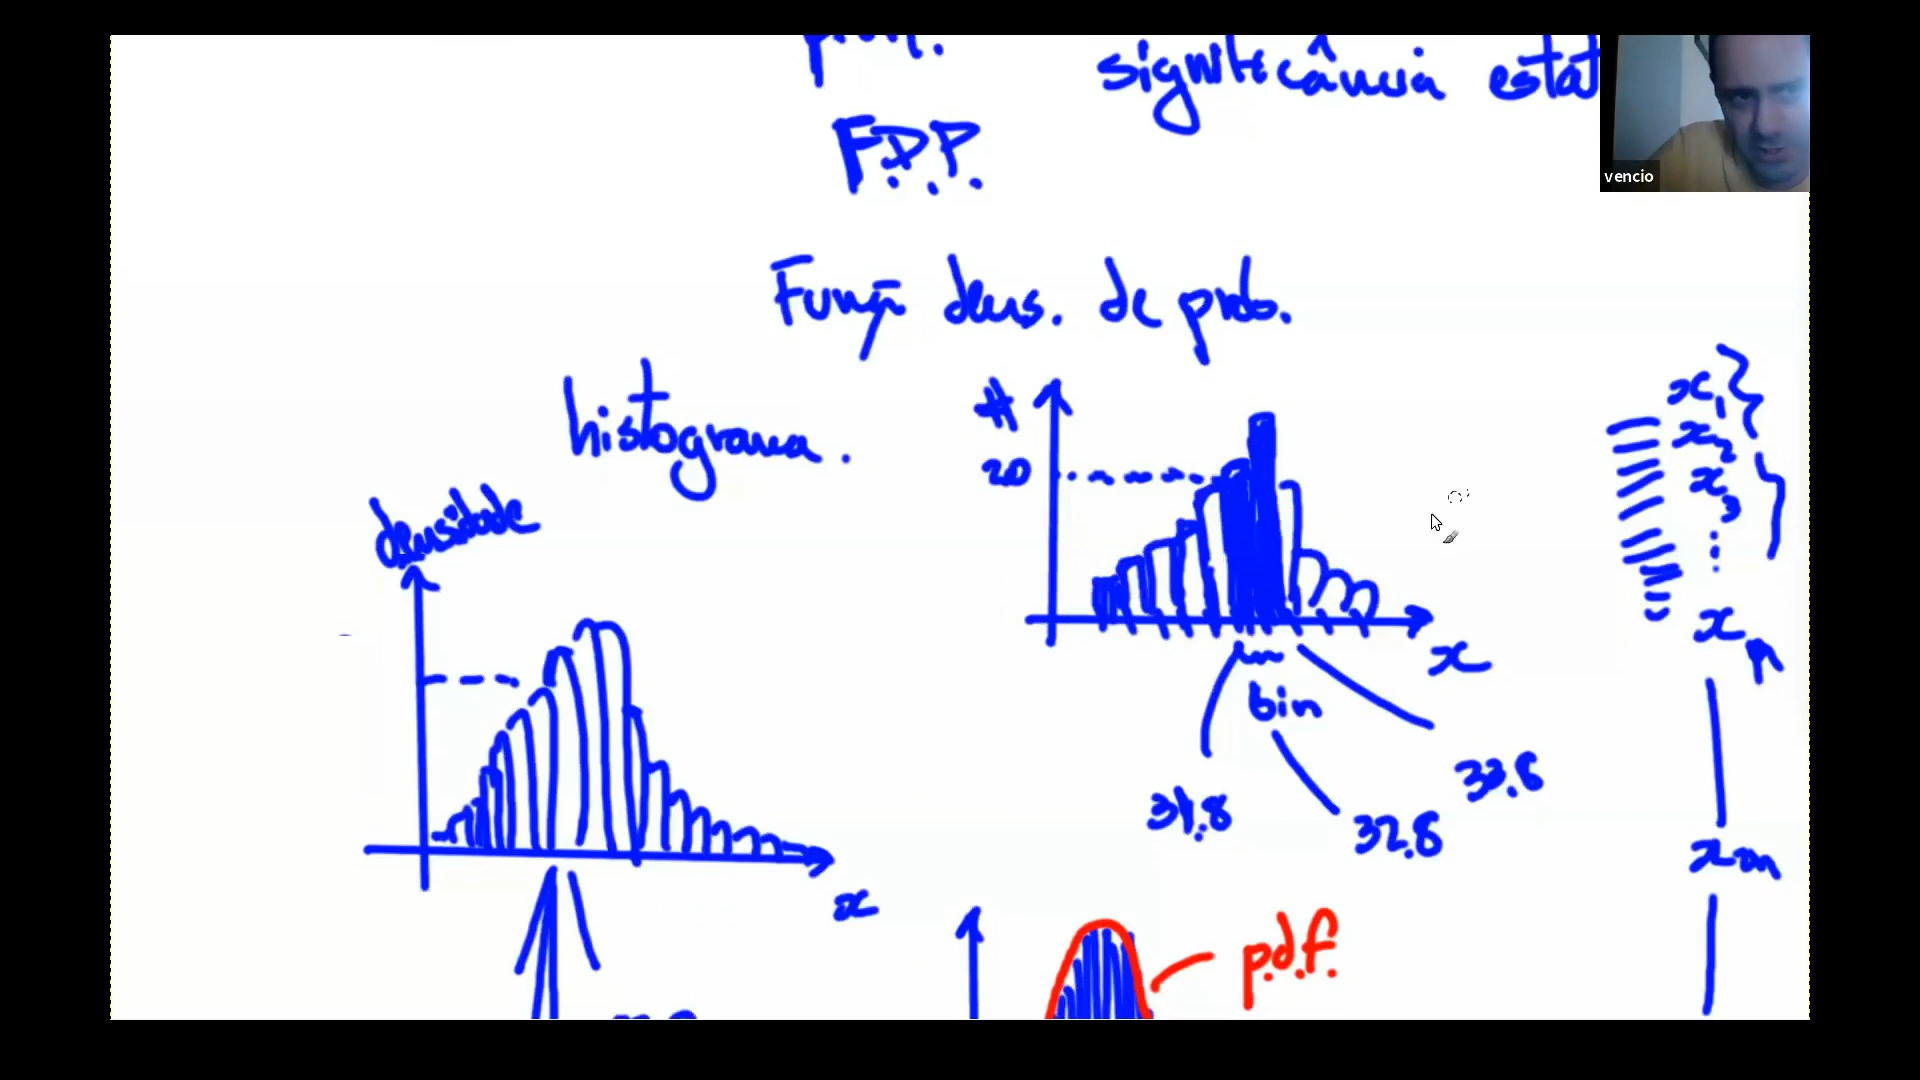 significância estat
vencio
F.D.P.
Funçã dens. de prob.
histograma.
#
20
x
bin
31.8
32.8
33.8
densidade
x
x1
x2
x3
⋮
xn
xm
p.d.f.